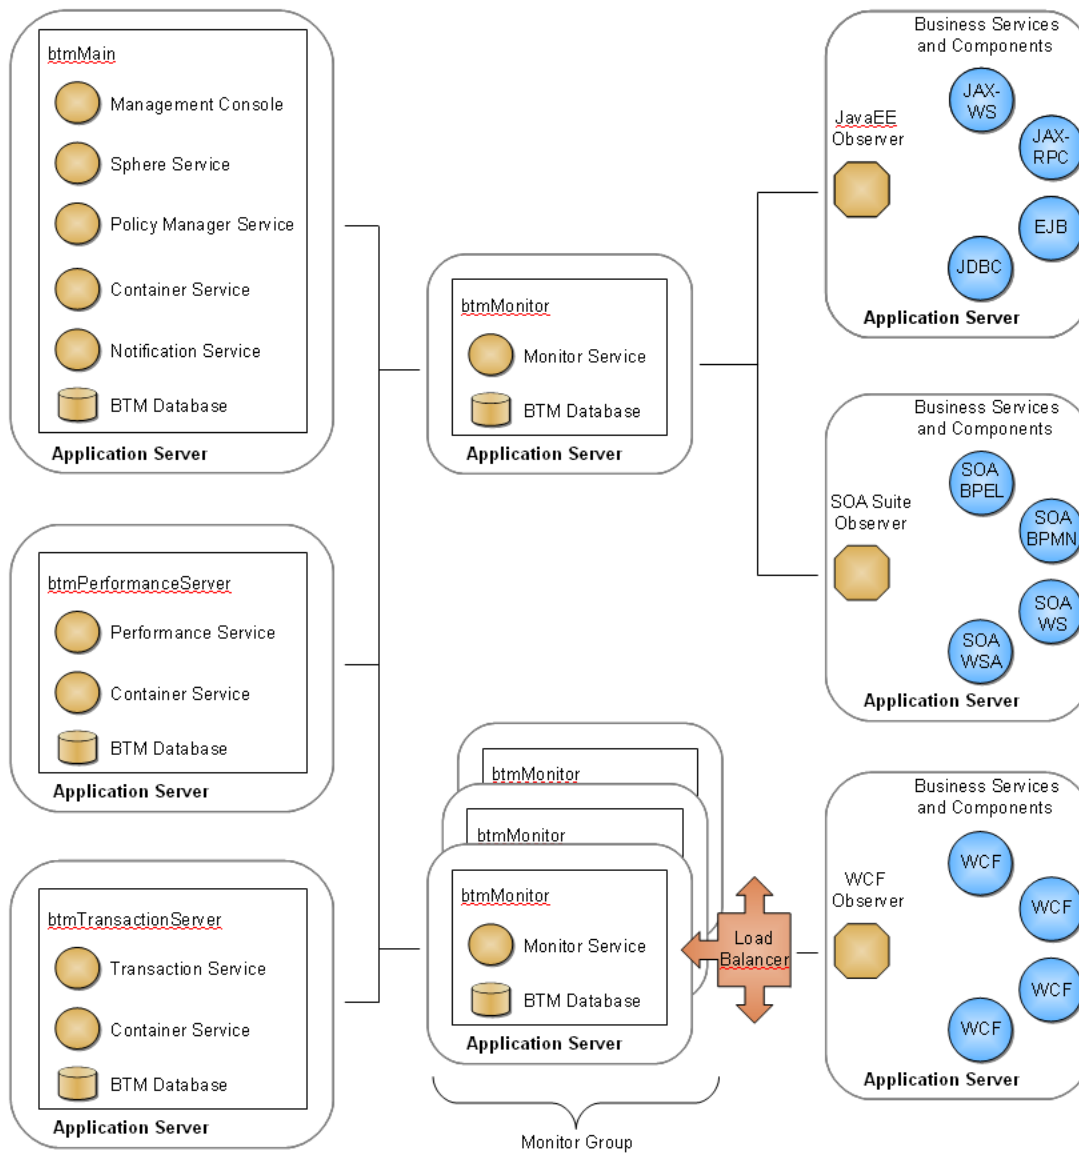 btmMain
Management Console
Sphere Service
Policy Manager Service
Container Service
Notification Service
BTM Database
Application Server
btmPerformanceServer
Performance Service
Container Service
BTM Database
Application Server
btmTransactionServer
Transaction Service
Container Service
BTM Database
Application Server
btmMonitor
Monitor Service
BTM Database
Application Server
btmMonitor
btmMonitor
btmMonitor
Monitor Service
BTM Database
Application Server
Monitor Group
Load
Balancer
Business Services
and Components
JavaEE
Observer
JAX-
WS
JAX-
RPC
EJB
JDBC
Application Server
Business Services
and Components
SOA Suite
Observer
SOA
BPEL
SOA
BPMN
SOA
WS
SOA
WSA
Application Server
Business Services
and Components
WCF
Observer
WCF
WCF
WCF
WCF
Application Server